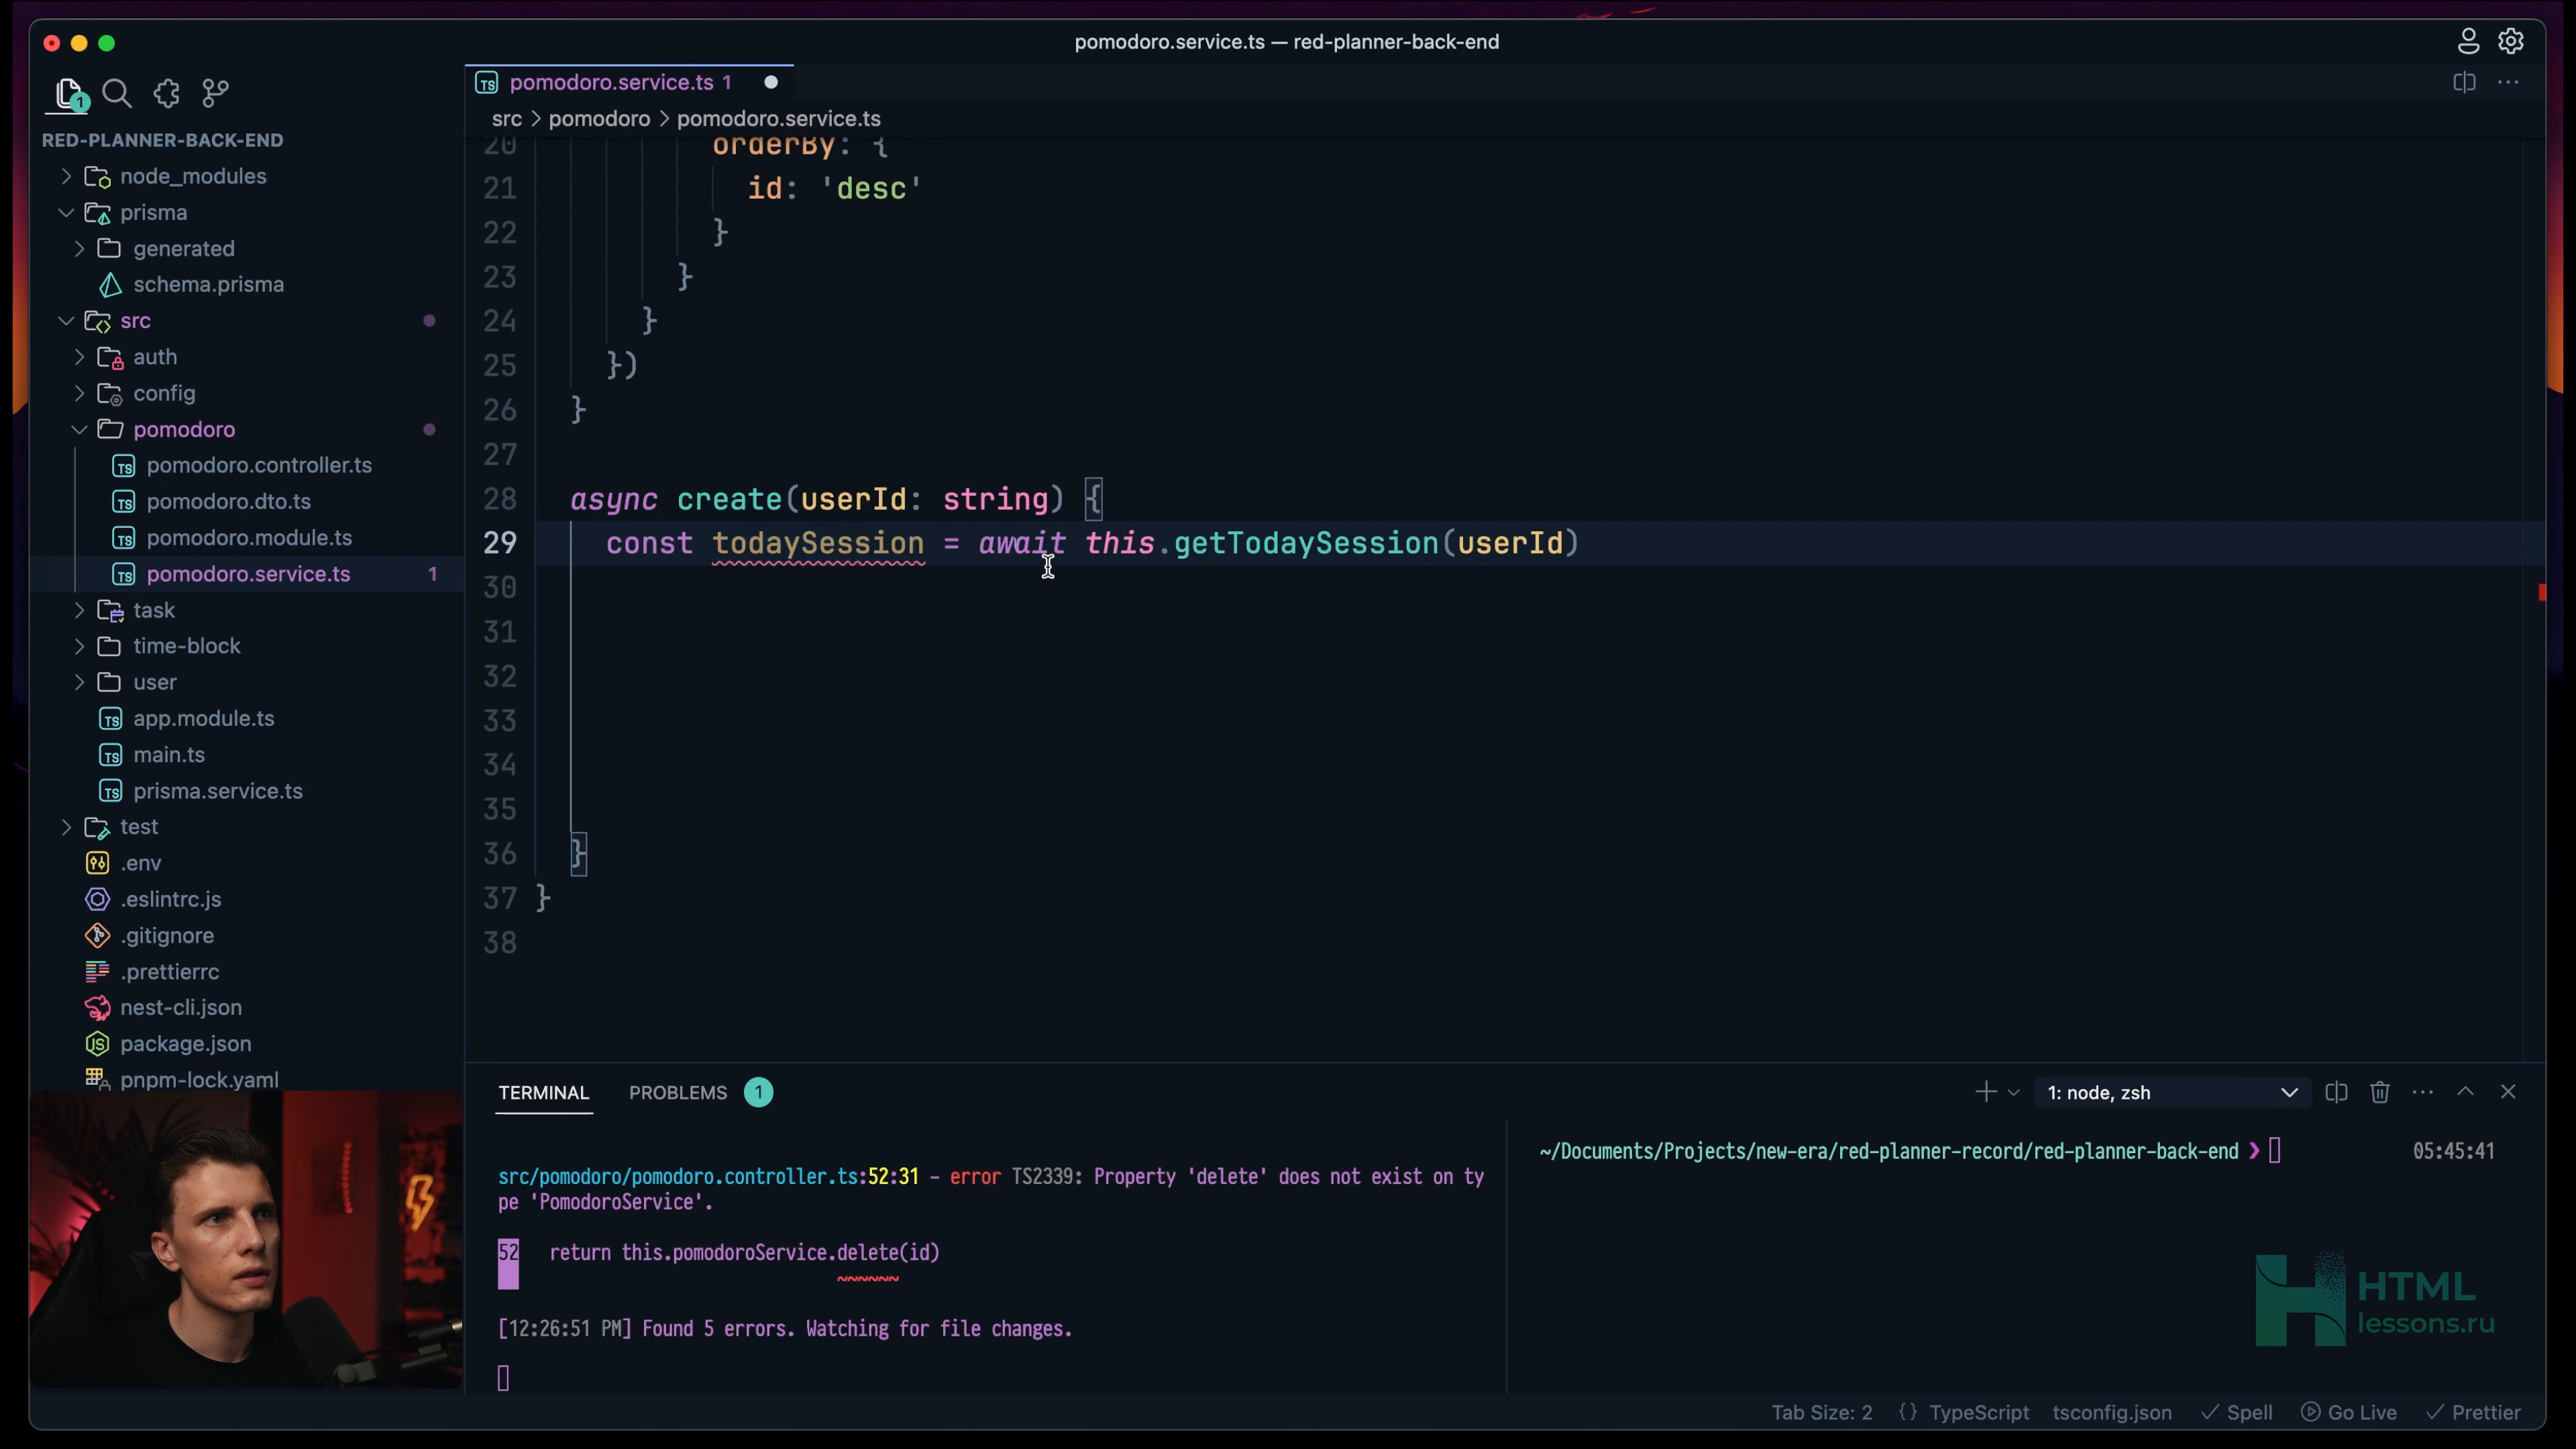 pomodoro.service.ts — red-planner-back-end
1
pomodoro.service.ts 1
src > pomodoro > pomodoro.service.ts
RED-PLANNER-BACK-END
node_modules
prisma
generated
schema.prisma
src
auth
config
pomodoro
pomodoro.controller.ts
pomodoro.dto.ts
pomodoro.module.ts
pomodoro.service.ts 1
task
time-block
user
app.module.ts
main.ts
prisma.service.ts
test
.env
.eslintrc.js
.gitignore
.prettierrc
nest-cli.json
package.json
pnpm-lock.yaml
20 orderBy: {
21 id: 'desc'
22 }
23 }
24 }
25 })
26 }
27
28 async create(userId: string) {
29 const todaySession = await this.getTodaySession(userId)
30
31
32
33
34
35
36 }
37 }
38
TERMINAL PROBLEMS 1
1: node, zsh
src/pomodoro/pomodoro.controller.ts:52:31 - error TS2339: Property 'delete' does not exist on ty
pe 'PomodoroService'.
52 return this.pomodoroService.delete(id)
~~~~~~
[12:26:51 PM] Found 5 errors. Watching for file changes.
~/Documents/Projects/new-era/red-planner-record/red-planner-back-end ❯ 05:45:41
HTML
lessons.ru
Tab Size: 2 {} TypeScript tsconfig.json ✓ Spell Go Live ✓ Prettier